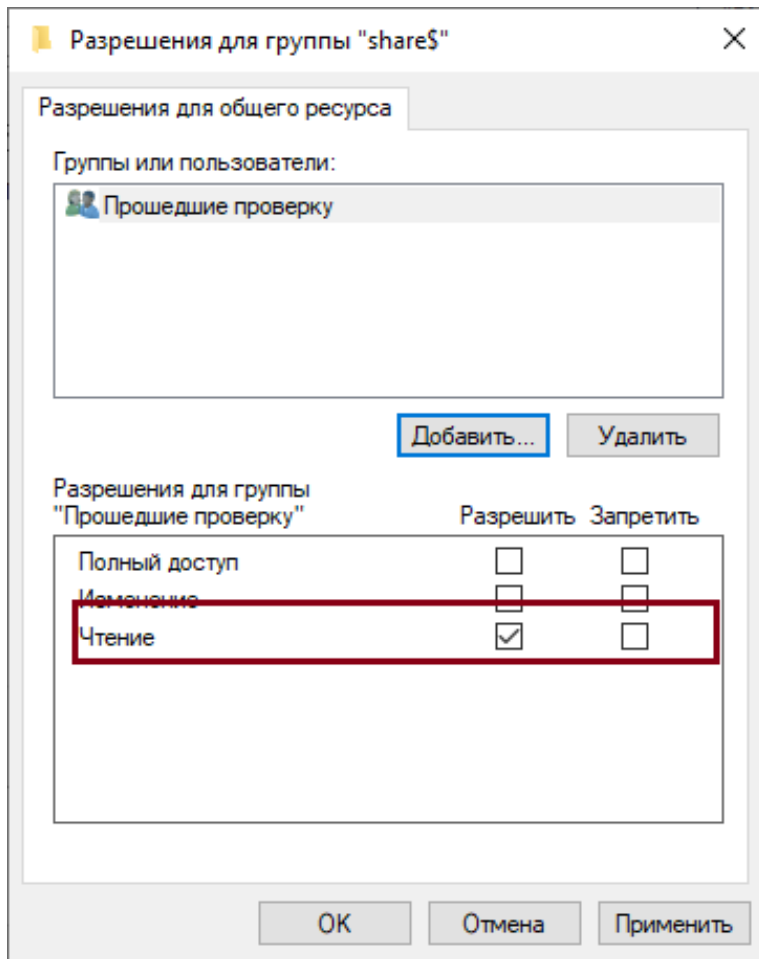 Разрешения для группы "share$"
Разрешения для общего ресурса
Группы или пользователи:
Прошедшие проверку
Добавить...
Удалить
Разрешения для группы
"Прошедшие проверку"
Разрешить Запретить
Полный доступ
Изменение
Чтение
ОК
Отмена
Применить